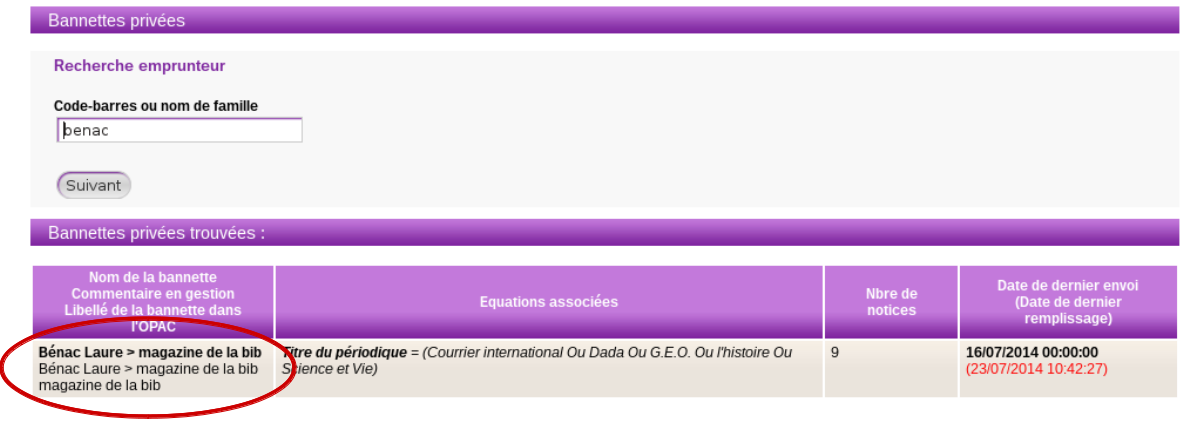 Bannettes privées
Recherche emprunteur
Code-barres ou nom de famille
benac
Suivant
Bannettes privées trouvées :
Nom de la bannette
Commentaire en gestion
Libellé de la bannette dans
l'OPAC
Equations associées
Nbre de
notices
Date de dernier envoi
(Date de dernier
remplissage)
Bénac Laure > magazine de la bib
Bénac Laure > magazine de la bib
magazine de la bib
Titre du périodique = (Courrier international Ou Dada Ou G.E.O. Ou l'histoire Ou
Science et Vie)
9
16/07/2014 00:00:00
(23/07/2014 10:42:27)